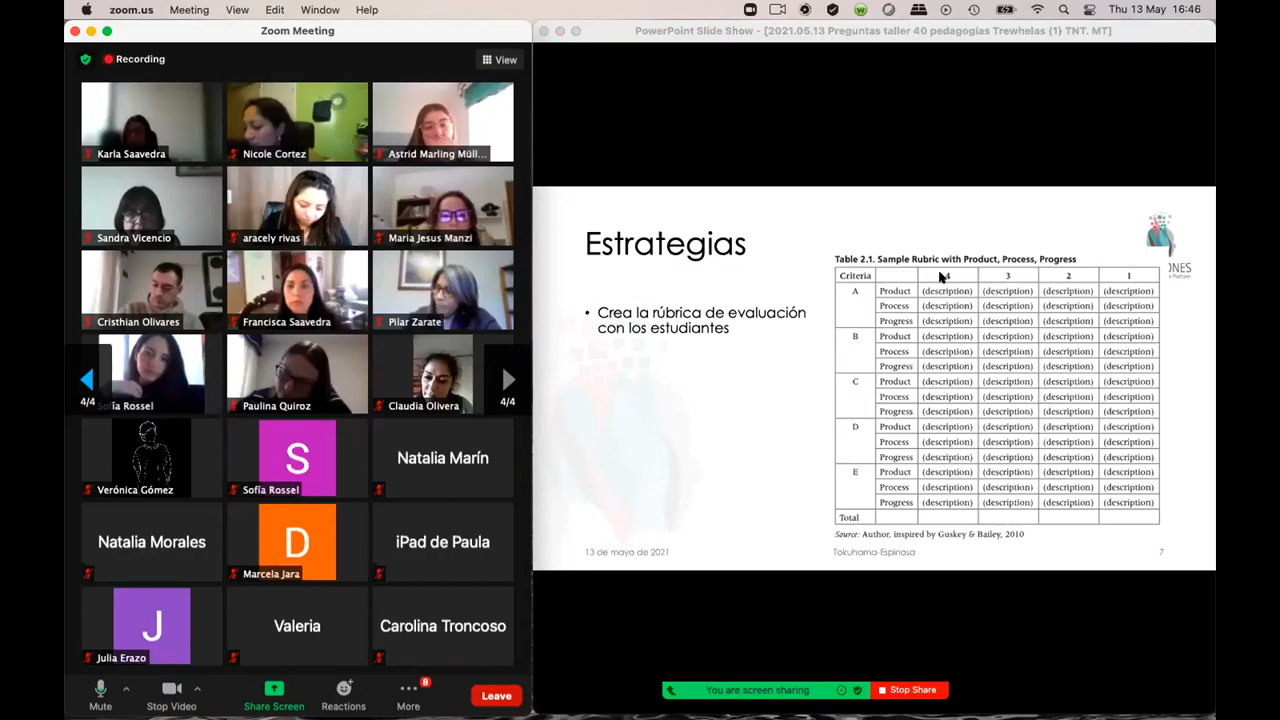 zoom.us Meeting View Edit Window Help Thu 13 May 16:46
Zoom Meeting
Recording View
Karla Saavedra Nicole Cortez Astrid Marling Müll...
Sandra Vicencio aracely rivas Maria Jesus Manzi
Cristhian Olivares Francisca Saavedra Pilar Zarate
4/4 4/4
Sofía Rossel Paulina Quiroz Claudia Olivera
S Natalia Marín
Verónica Gómez Sofía Rossel
Natalia Morales D iPad de Paula
Marcela Jara
J Valeria Carolina Troncoso
Julia Erazo
8
Mute Stop Video Share Screen Reactions More Leave
PowerPoint Slide Show - [2021.05.13 Preguntas taller 40 pedagogías Trewhelas (1) TNT. MT]
Estrategias
• Crea la rúbrica de evaluación
con los estudiantes
Table 2.1. Sample Rubric with Product, Process, Progress
Criteria 4 3 2 1
A Product (description) (description) (description) (description)
Process (description) (description) (description) (description)
Progress (description) (description) (description) (description)
B Product (description) (description) (description) (description)
Process (description) (description) (description) (description)
Progress (description) (description) (description) (description)
C Product (description) (description) (description) (description)
Process (description) (description) (description) (description)
Progress (description) (description) (description) (description)
D Product (description) (description) (description) (description)
Process (description) (description) (description) (description)
Progress (description) (description) (description) (description)
E Product (description) (description) (description) (description)
Process (description) (description) (description) (description)
Progress (description) (description) (description) (description)
Total
Source: Author, inspired by Guskey & Bailey, 2010
13 de mayo de 2021 Tokuhama-Espinosa 7
You are screen sharing Stop Share